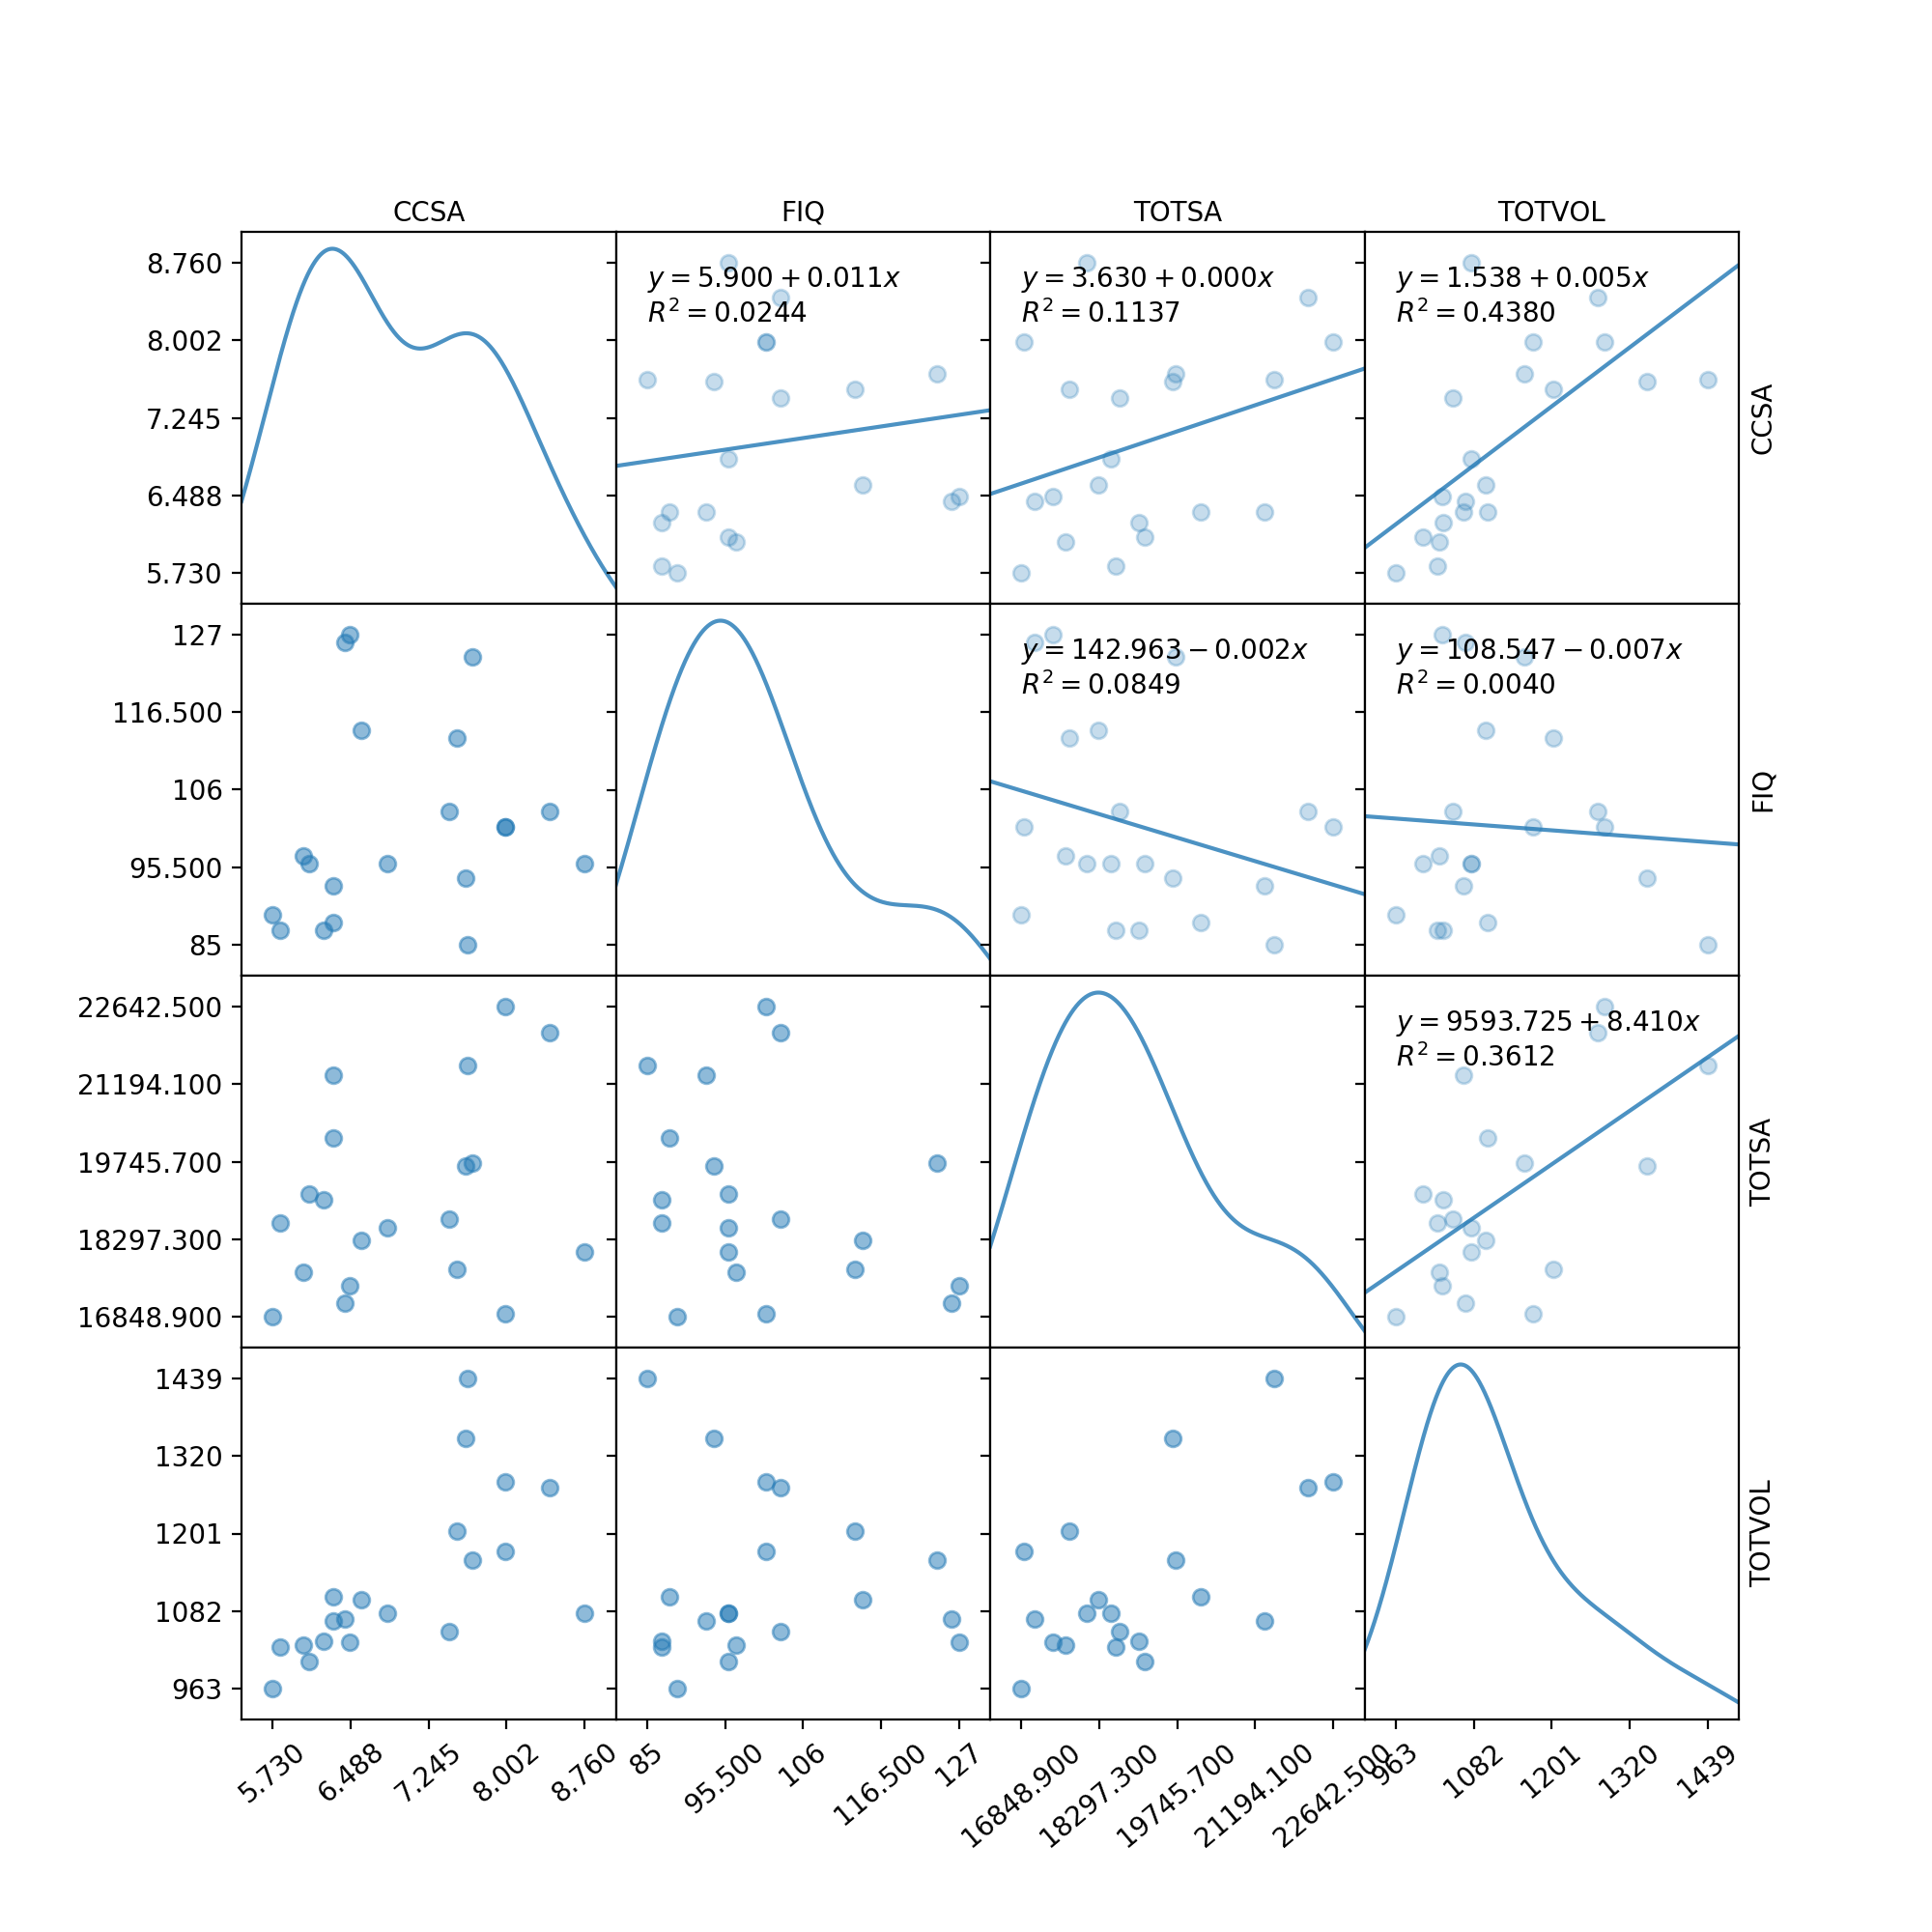 CCSA FIQ TOTSA TOTVOL
8.760
8.002
7.245
6.488
5.730
y = 5.900 + 0.011x
R² = 0.0244
y = 3.630 + 0.000x
R² = 0.1137
y = 1.538 + 0.005x
R² = 0.4380
CCSA
127
116.500
106
95.500
85
y = 142.963 − 0.002x
R² = 0.0849
y = 108.547 − 0.007x
R² = 0.0040
FIQ
22642.500
21194.100
19745.700
18297.300
16848.900
y = 9593.725 + 8.410x
R² = 0.3612
TOTSA
1439
1320
1201
1082
963
TOTVOL
5.730 6.488 7.245 8.002 8.760 85 95.500 106 116.500 127 16848.900 18297.300 19745.700 21194.100 22642.500 963 1082 1201 1320 1439